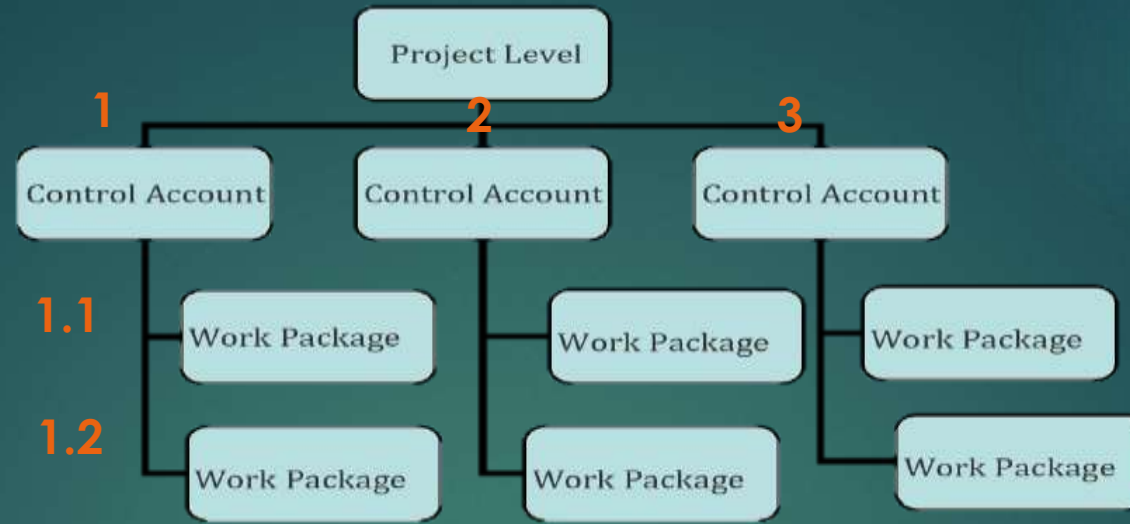 Project Level
1 2 3
Control Account Control Account Control Account
1.1 Work Package Work Package Work Package
1.2 Work Package Work Package Work Package